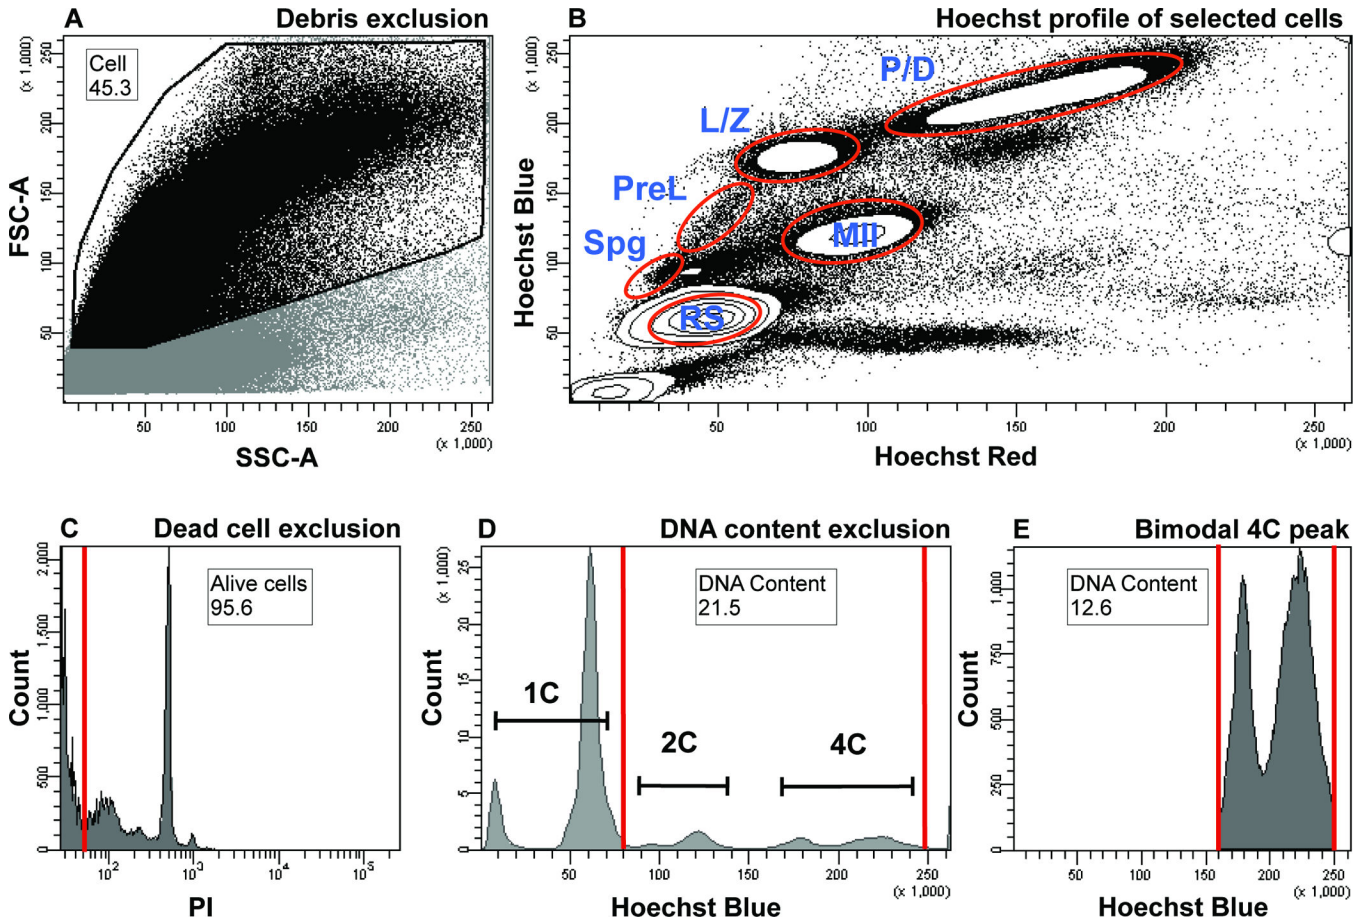 A Debris exclusion
(x 1,000)
250
200
150
100
50
FSC-A
Cell
45.3
50 100 150 200 250
(x 1,000)
SSC-A
B Hoechst profile of selected cells
(x 1,000)
250
200
150
100
50
Hoechst Blue
P/D
L/Z
PreL
Spg
MII
RS
50 100 150 200 250
(x 1,000)
Hoechst Red
C Dead cell exclusion
2,000
1,500
1,000
500
0
Count
Alive cells
95.6
10² 10³ 10⁴ 10⁵
PI
D DNA content exclusion
(x 1,000)
25
20
15
10
5
Count
DNA Content
21.5
1C
2C
4C
50 100 150 200 250
(x 1,000)
Hoechst Blue
E Bimodal 4C peak
1,000
750
500
250
0
Count
DNA Content
12.6
50 100 150 200 250
(x 1,000)
Hoechst Blue